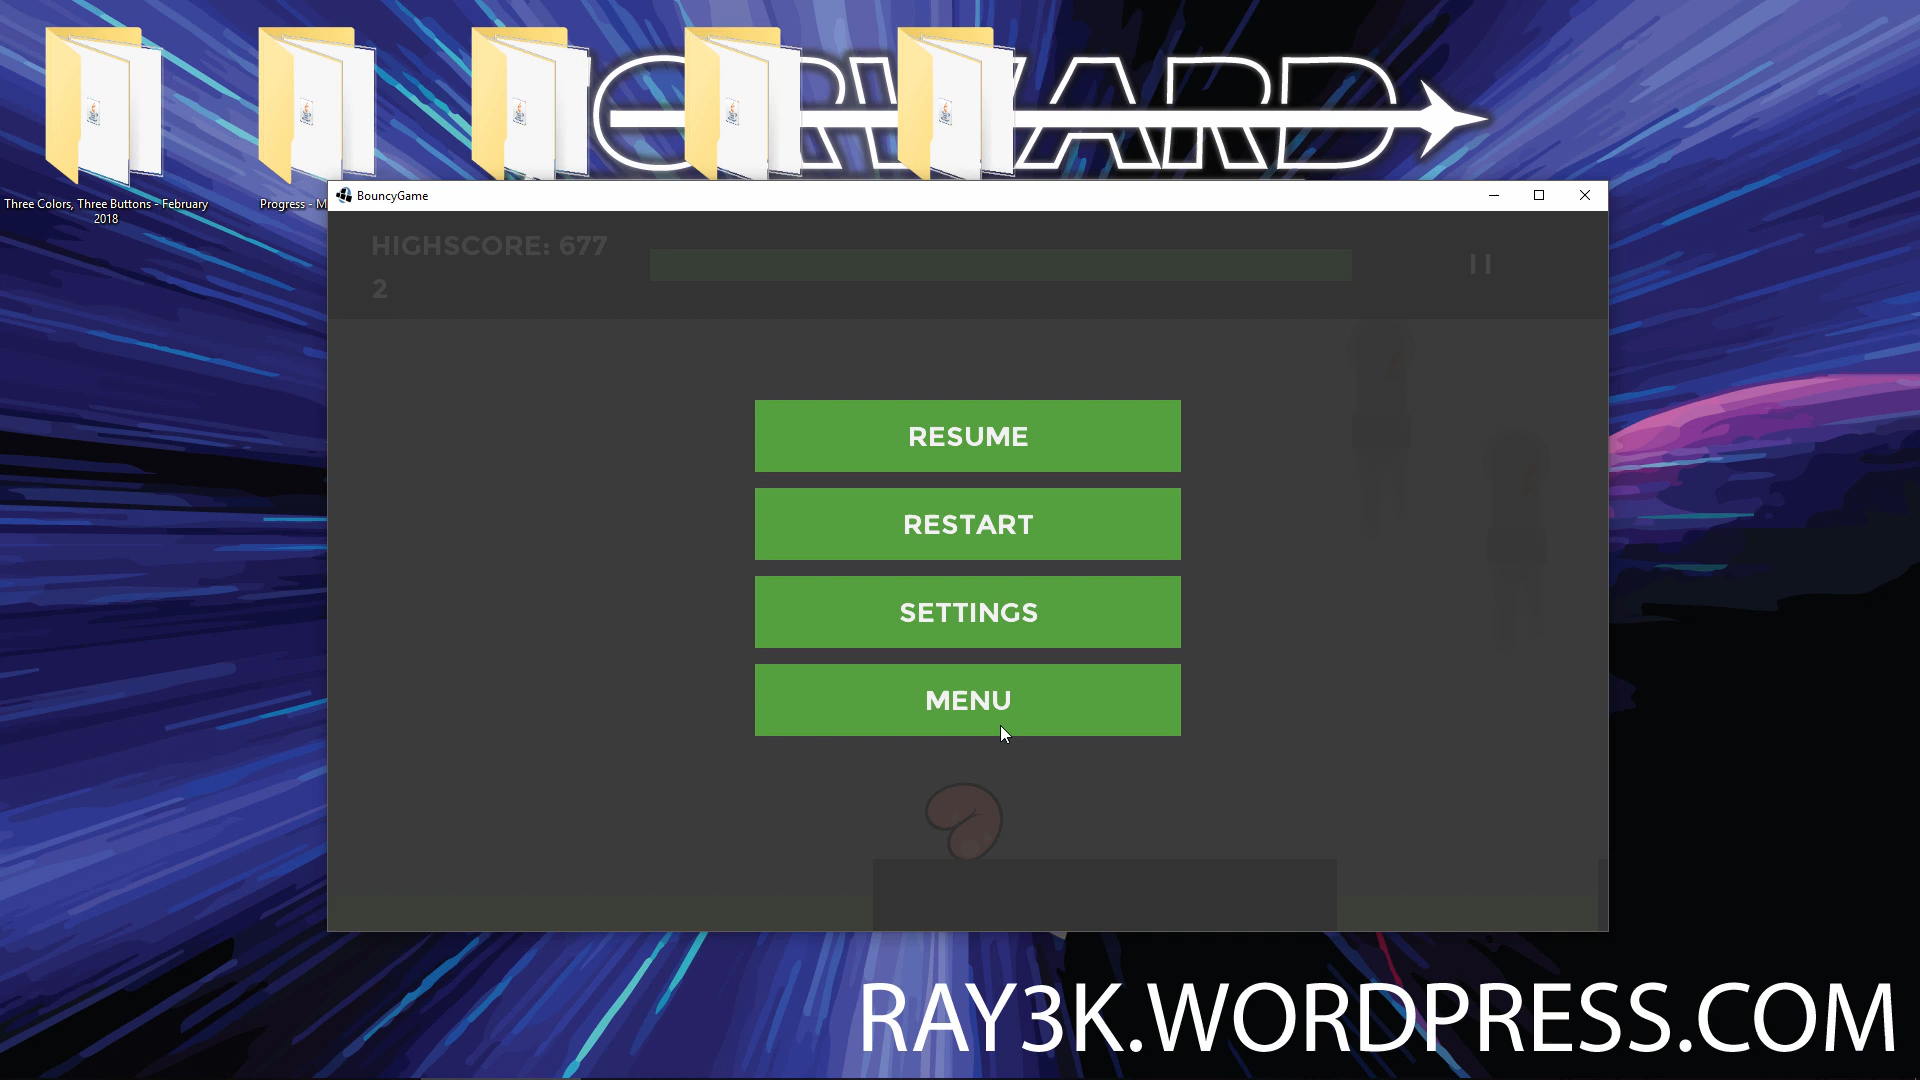 Three Colors, Three Buttons - February
2018
Progress - M
BouncyGame
HIGHSCORE: 677
2
RESUME
RESTART
SETTINGS
MENU
RAY3K.WORDPRESS.COM